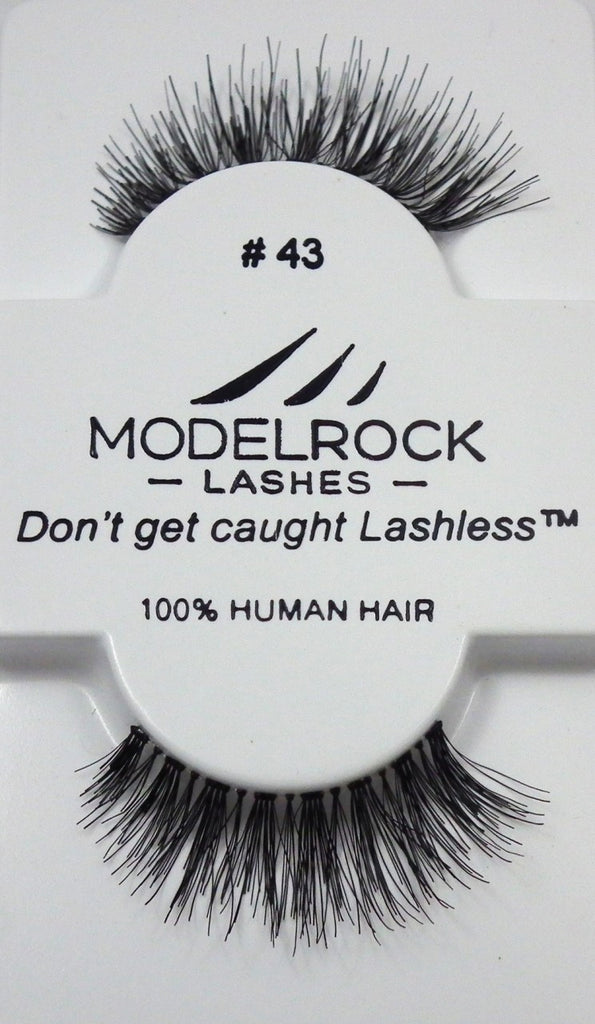 # 43
MODELROCK
— LASHES —
Don't get caught Lashless™
100% HUMAN HAIR